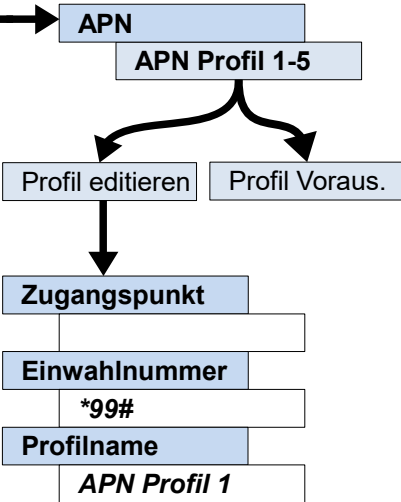 APN
APN Profil 1-5
Profil editieren
Profil Voraus.
Zugangspunkt
Einwahlnummer
*99#
Profilname
APN Profil 1